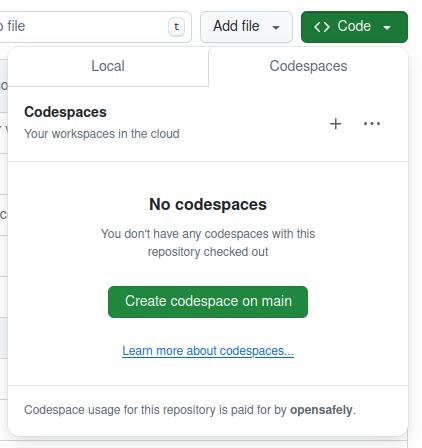 file
t
Add file
Code
Local
Codespaces
Codespaces
Your workspaces in the cloud
No codespaces
You don't have any codespaces with this
repository checked out
Create codespace on main
Learn more about codespaces...
Codespace usage for this repository is paid for by opensafely.